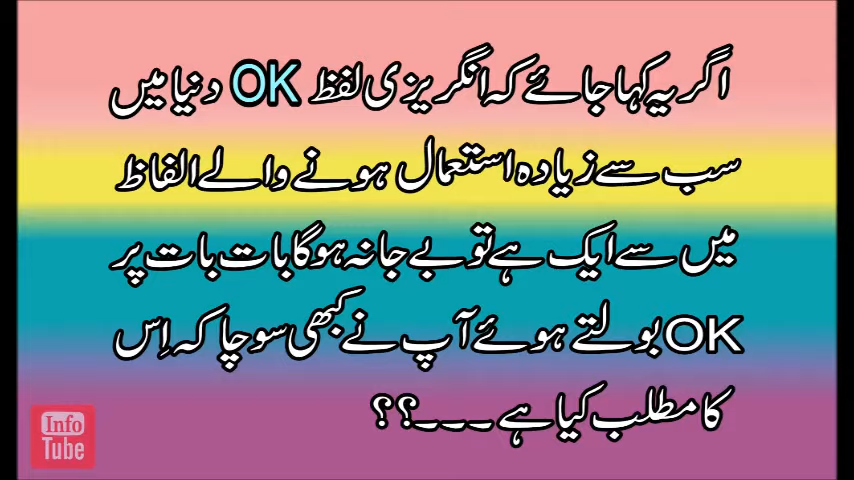 اگر یہ کہا جائے کہ انگریزی لفظ OK دنیا میں
سب سے زیادہ استعمال ہونے والے الفاظ
میں سے ایک ہے تو بے جا نہ ہوگا بات بات پر
OK بولتے ہوئے آپ نے کبھی سوچا کہ اِس
کا مطلب کیا ہے ۔۔۔؟؟
Info
Tube